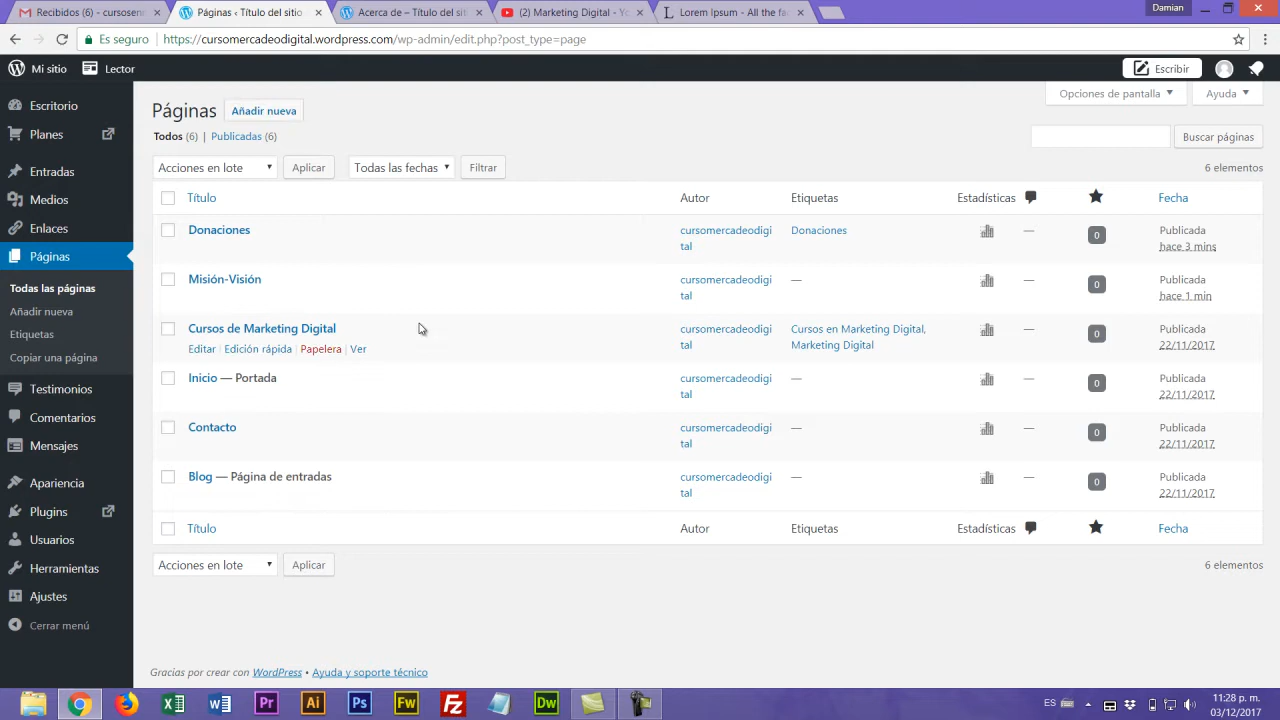 Recibidos (6) - cursosenm
Páginas ‹ Título del sitio
Acerca de – Título del siti
(2) Marketing Digital - Yo
Lorem Ipsum - All the fa
Damian
Es seguro
https://cursomercadeodigital.wordpress.com/wp-admin/edit.php?post_type=page
Mi sitio
Lector
Escribir
Escritorio
Planes
Entradas
Medios
Enlaces
Páginas
Todas las páginas
Añadir nueva
Etiquetas
Copiar una página
Testimonios
Comentarios
Mensajes
Apariencia
Plugins
Usuarios
Herramientas
Ajustes
Cerrar menú
Opciones de pantalla
Ayuda
Páginas
Añadir nueva
Todos (6) | Publicadas (6)
Buscar páginas
Acciones en lote
Aplicar
Todas las fechas
Filtrar
6 elementos
Título
Autor
Etiquetas
Estadísticas
Fecha
Donaciones
cursomercadeodigi
tal
Donaciones
—
0
Publicada
hace 3 mins
Misión-Visión
cursomercadeodigi
tal
—
—
0
Publicada
hace 1 min
Cursos de Marketing Digital
Editar | Edición rápida | Papelera | Ver
cursomercadeodigi
tal
Cursos en Marketing Digital,
Marketing Digital
—
0
Publicada
22/11/2017
Inicio — Portada
cursomercadeodigi
tal
—
—
0
Publicada
22/11/2017
Contacto
cursomercadeodigi
tal
—
—
0
Publicada
22/11/2017
Blog — Página de entradas
cursomercadeodigi
tal
—
—
0
Publicada
22/11/2017
Título
Autor
Etiquetas
Estadísticas
Fecha
Acciones en lote
Aplicar
6 elementos
Gracias por crear con WordPress • Ayuda y soporte técnico
Pr
Ai
Ps
Fw
Fz
Dw
ES
11:28 p. m.
03/12/2017